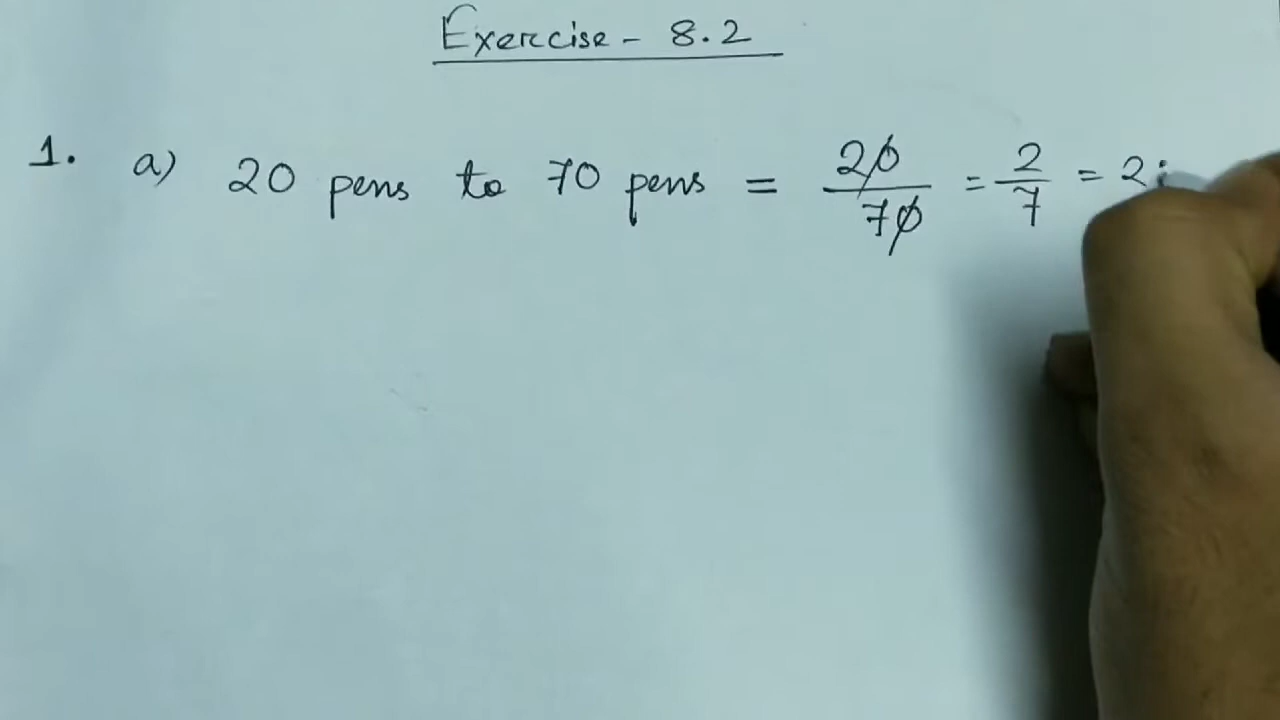 Exercise - 8.2
1. a) 20 pens to 70 pens = 20/70 = 2/7 = 2: